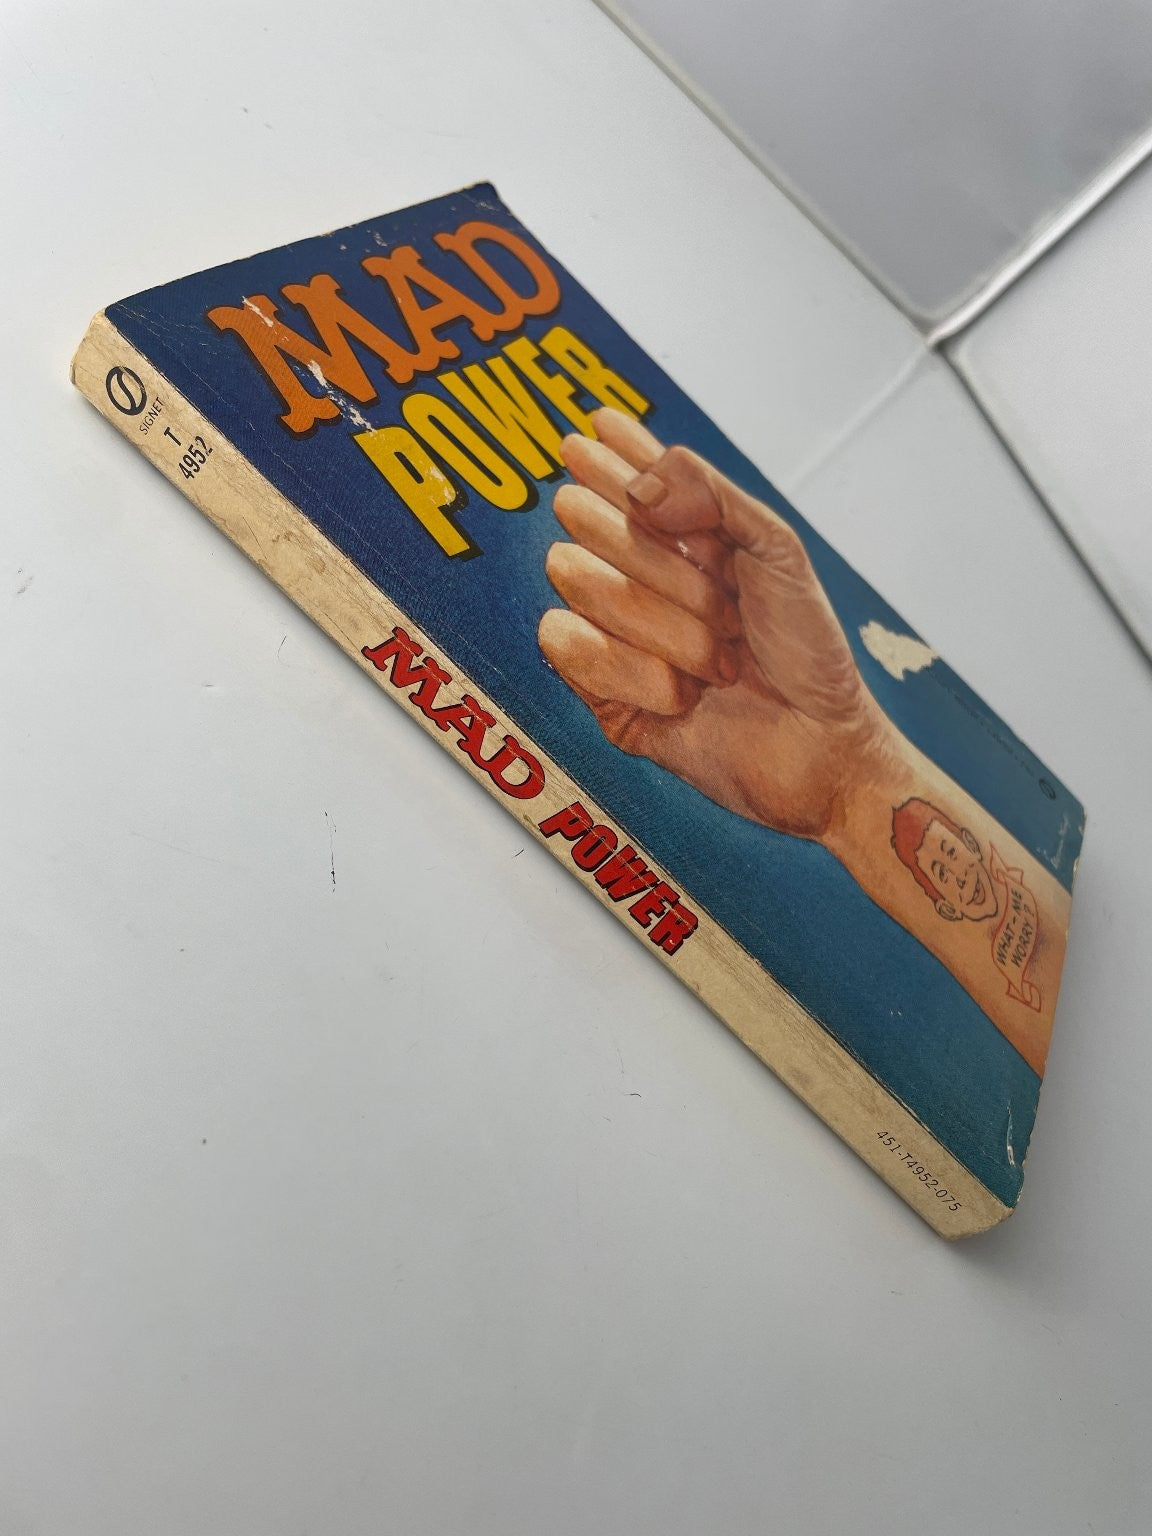 MAD
POWER
WHAT - ME
WORRY?
SIGNET
T
4952
MAD POWER
451-T4952-075